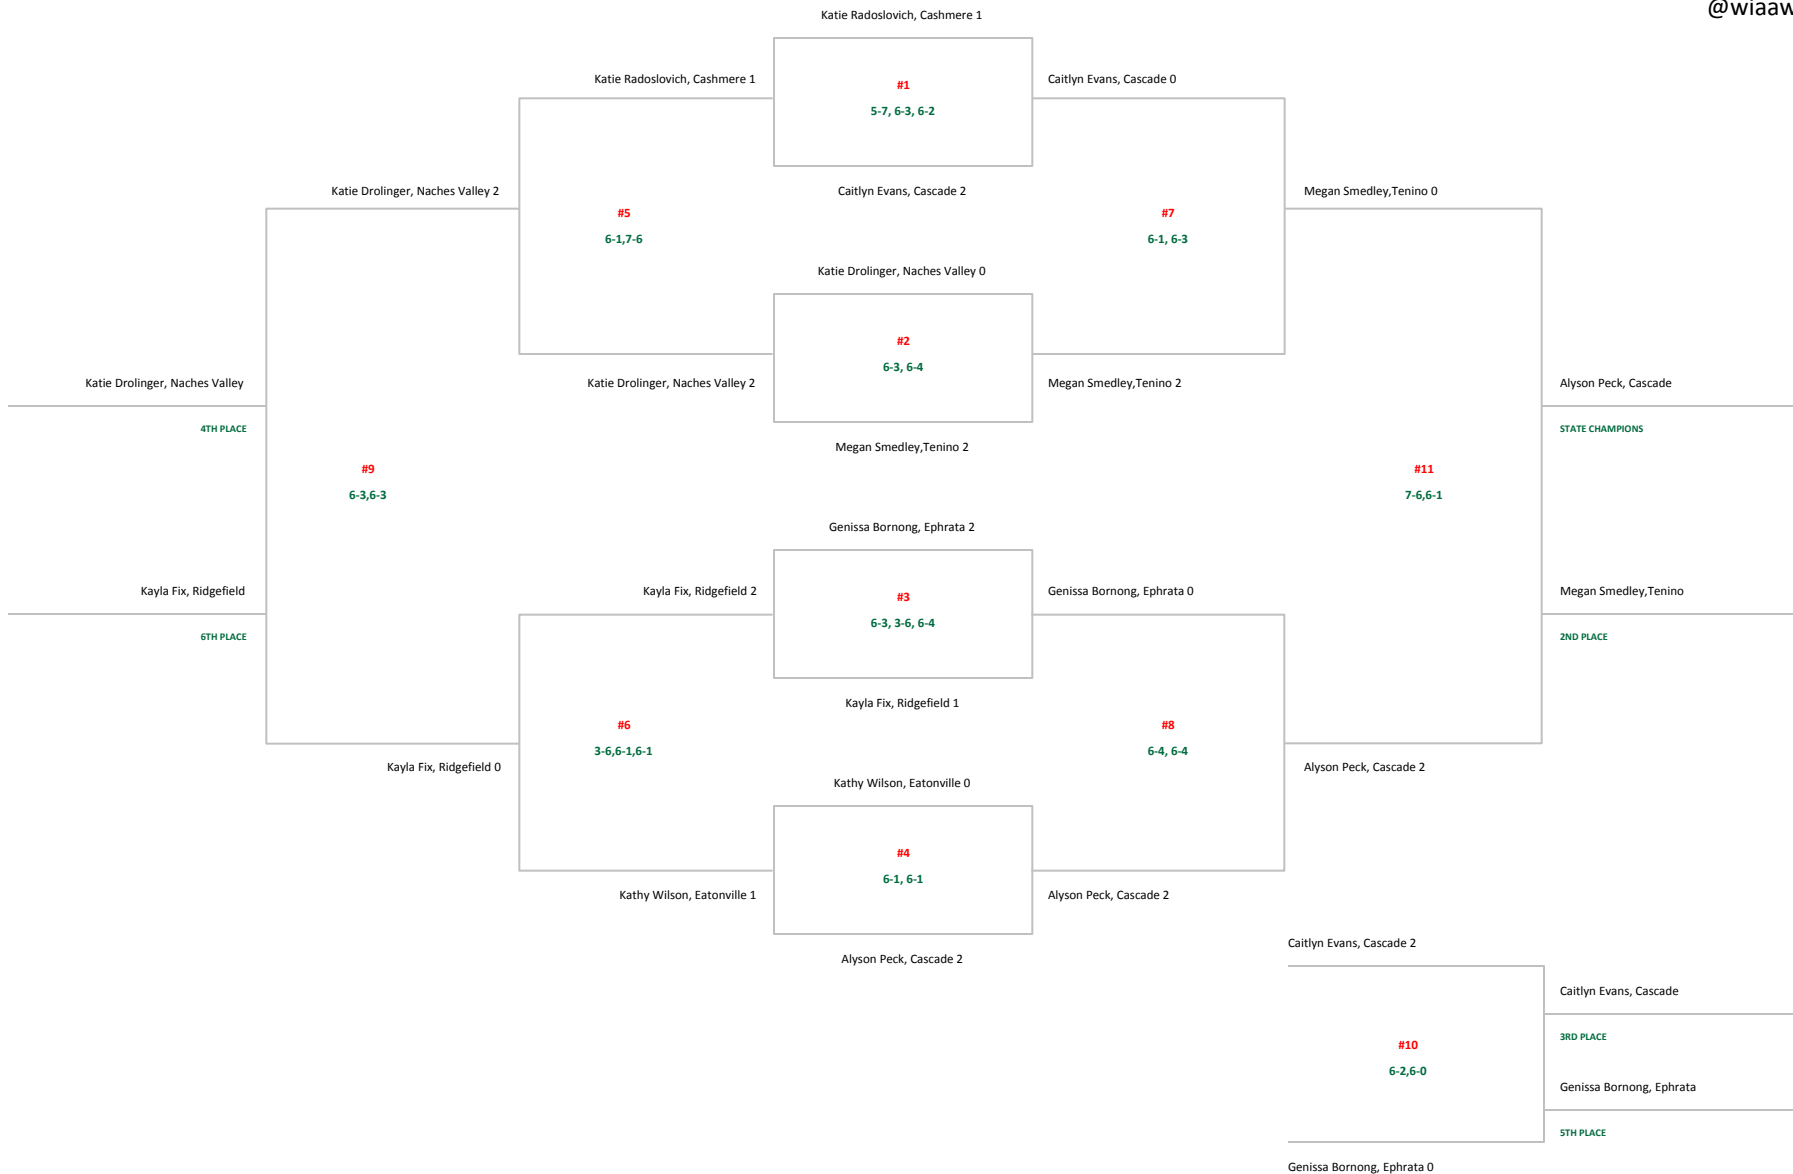 @wiaaw
Katie Radoslovich, Cashmere 1
Katie Radoslovich, Cashmere 1
#1
Caitlyn Evans, Cascade 0
5-7, 6-3, 6-2
Katie Drolinger, Naches Valley 2
Caitlyn Evans, Cascade 2
Megan Smedley,Tenino 0
#5
#7
6-1,7-6
6-1, 6-3
Katie Drolinger, Naches Valley 0
#2
6-3, 6-4
Katie Drolinger, Naches Valley
Katie Drolinger, Naches Valley 2
Megan Smedley,Tenino 2
Alyson Peck, Cascade
4TH PLACE
STATE CHAMPIONS
Megan Smedley,Tenino 2
#9
#11
6-3,6-3
7-6,6-1
Genissa Bornong, Ephrata 2
Kayla Fix, Ridgefield
Kayla Fix, Ridgefield 2
#3
Genissa Bornong, Ephrata 0
Megan Smedley,Tenino
6-3, 3-6, 6-4
6TH PLACE
2ND PLACE
Kayla Fix, Ridgefield 1
#6
#8
3-6,6-1,6-1
6-4, 6-4
Kayla Fix, Ridgefield 0
Alyson Peck, Cascade 2
Kathy Wilson, Eatonville 0
#4
6-1, 6-1
Kathy Wilson, Eatonville 1
Alyson Peck, Cascade 2
Caitlyn Evans, Cascade 2
Alyson Peck, Cascade 2
Caitlyn Evans, Cascade
3RD PLACE
#10
6-2,6-0
Genissa Bornong, Ephrata
5TH PLACE
Genissa Bornong, Ephrata 0